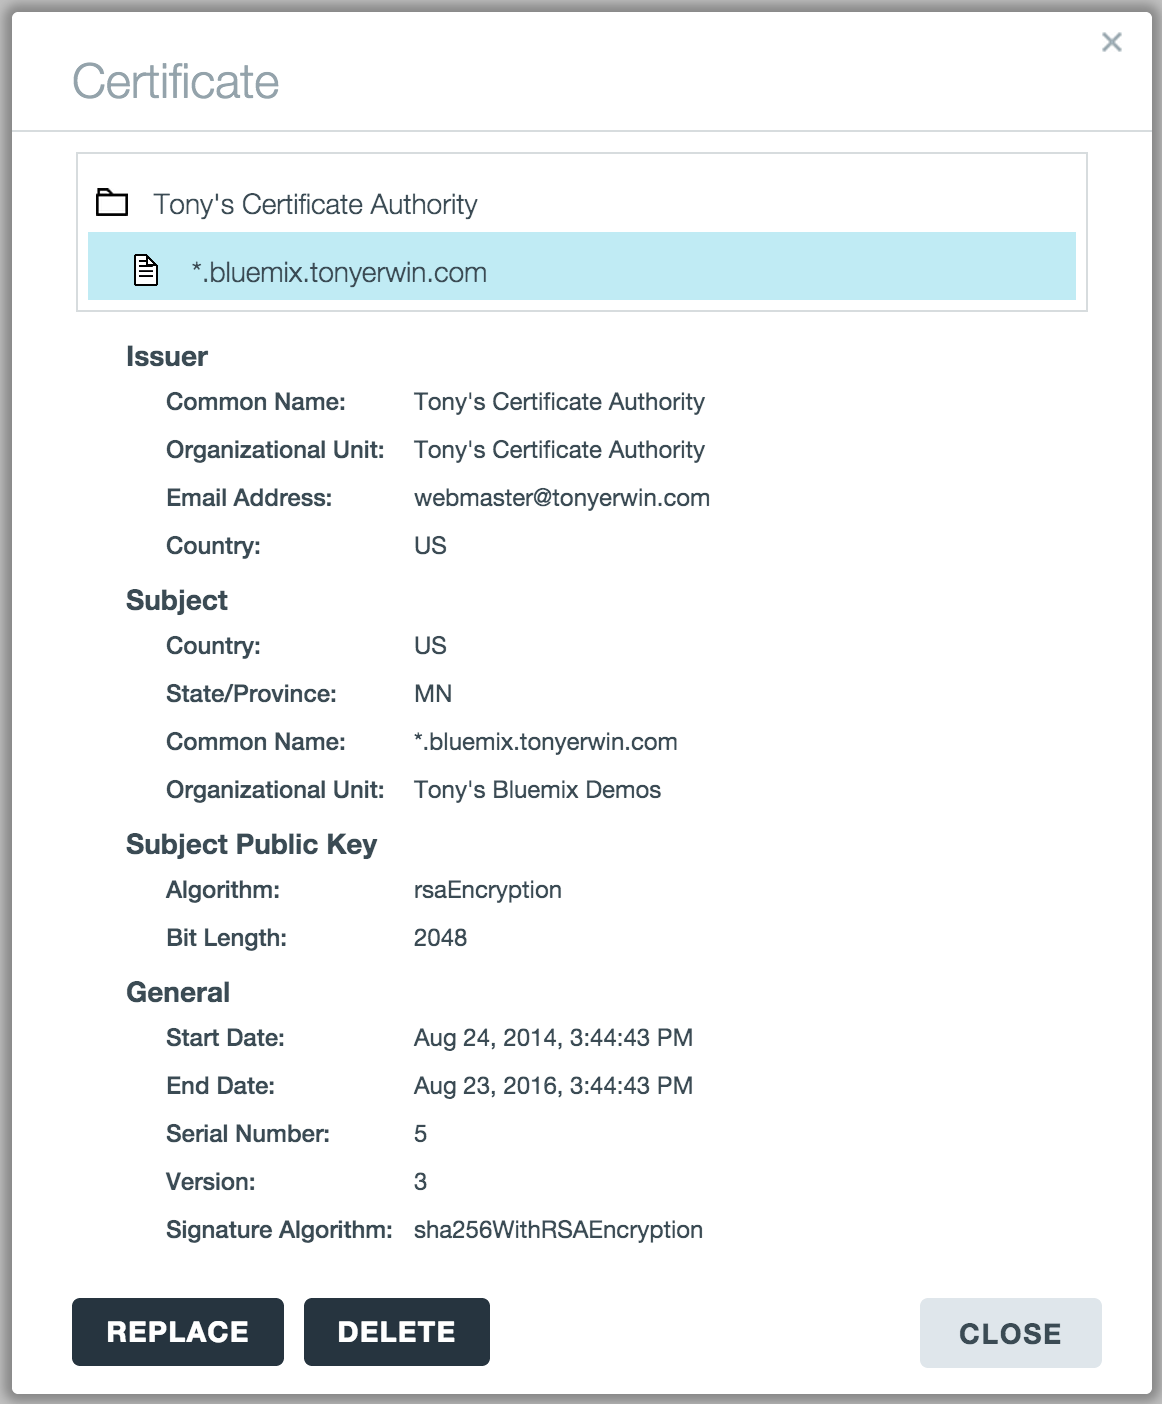 Certificate
Tony's Certificate Authority
*.bluemix.tonyerwin.com
Issuer
Common Name: Tony's Certificate Authority
Organizational Unit: Tony's Certificate Authority
Email Address: webmaster@tonyerwin.com
Country: US
Subject
Country: US
State/Province: MN
Common Name: *.bluemix.tonyerwin.com
Organizational Unit: Tony's Bluemix Demos
Subject Public Key
Algorithm: rsaEncryption
Bit Length: 2048
General
Start Date: Aug 24, 2014, 3:44:43 PM
End Date: Aug 23, 2016, 3:44:43 PM
Serial Number: 5
Version: 3
Signature Algorithm: sha256WithRSAEncryption
REPLACE DELETE CLOSE